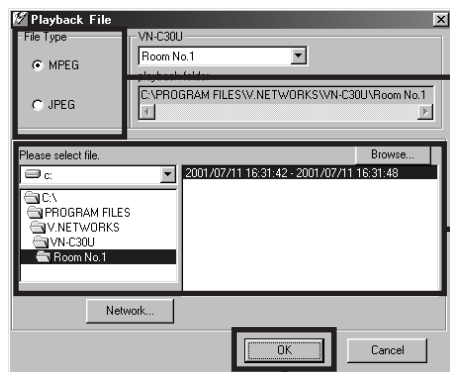 Playback File
File Type
MPEG
JPEG
VN-C30U
Room No.1
playback folder
C:\PROGRAM FILES\V.NETWORKS\VN-C30U\Room No.1
Please select file.
Browse...
c:
2001/07/11 16:31:42 - 2001/07/11 16:31:48
C:\
PROGRAM FILES
V.NETWORKS
VN-C30U
Room No.1
Network...
OK
Cancel